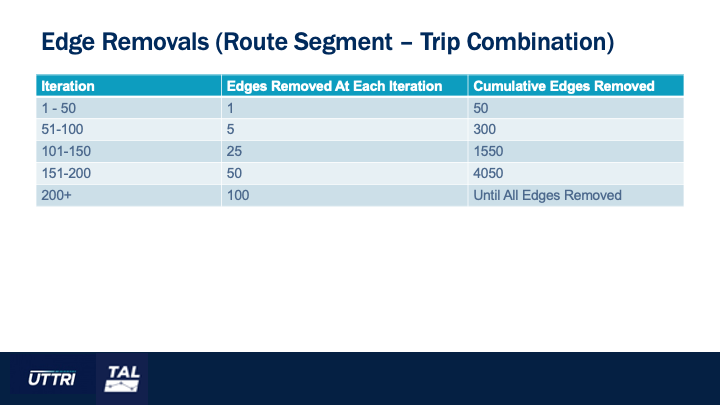 Edge Removals (Route Segment – Trip Combination)
Iteration Edges Removed At Each Iteration Cumulative Edges Removed
1 - 50 1 50
51-100 5 300
101-150 25 1550
151-200 50 4050
200+ 100 Until All Edges Removed
UTTRI TAL